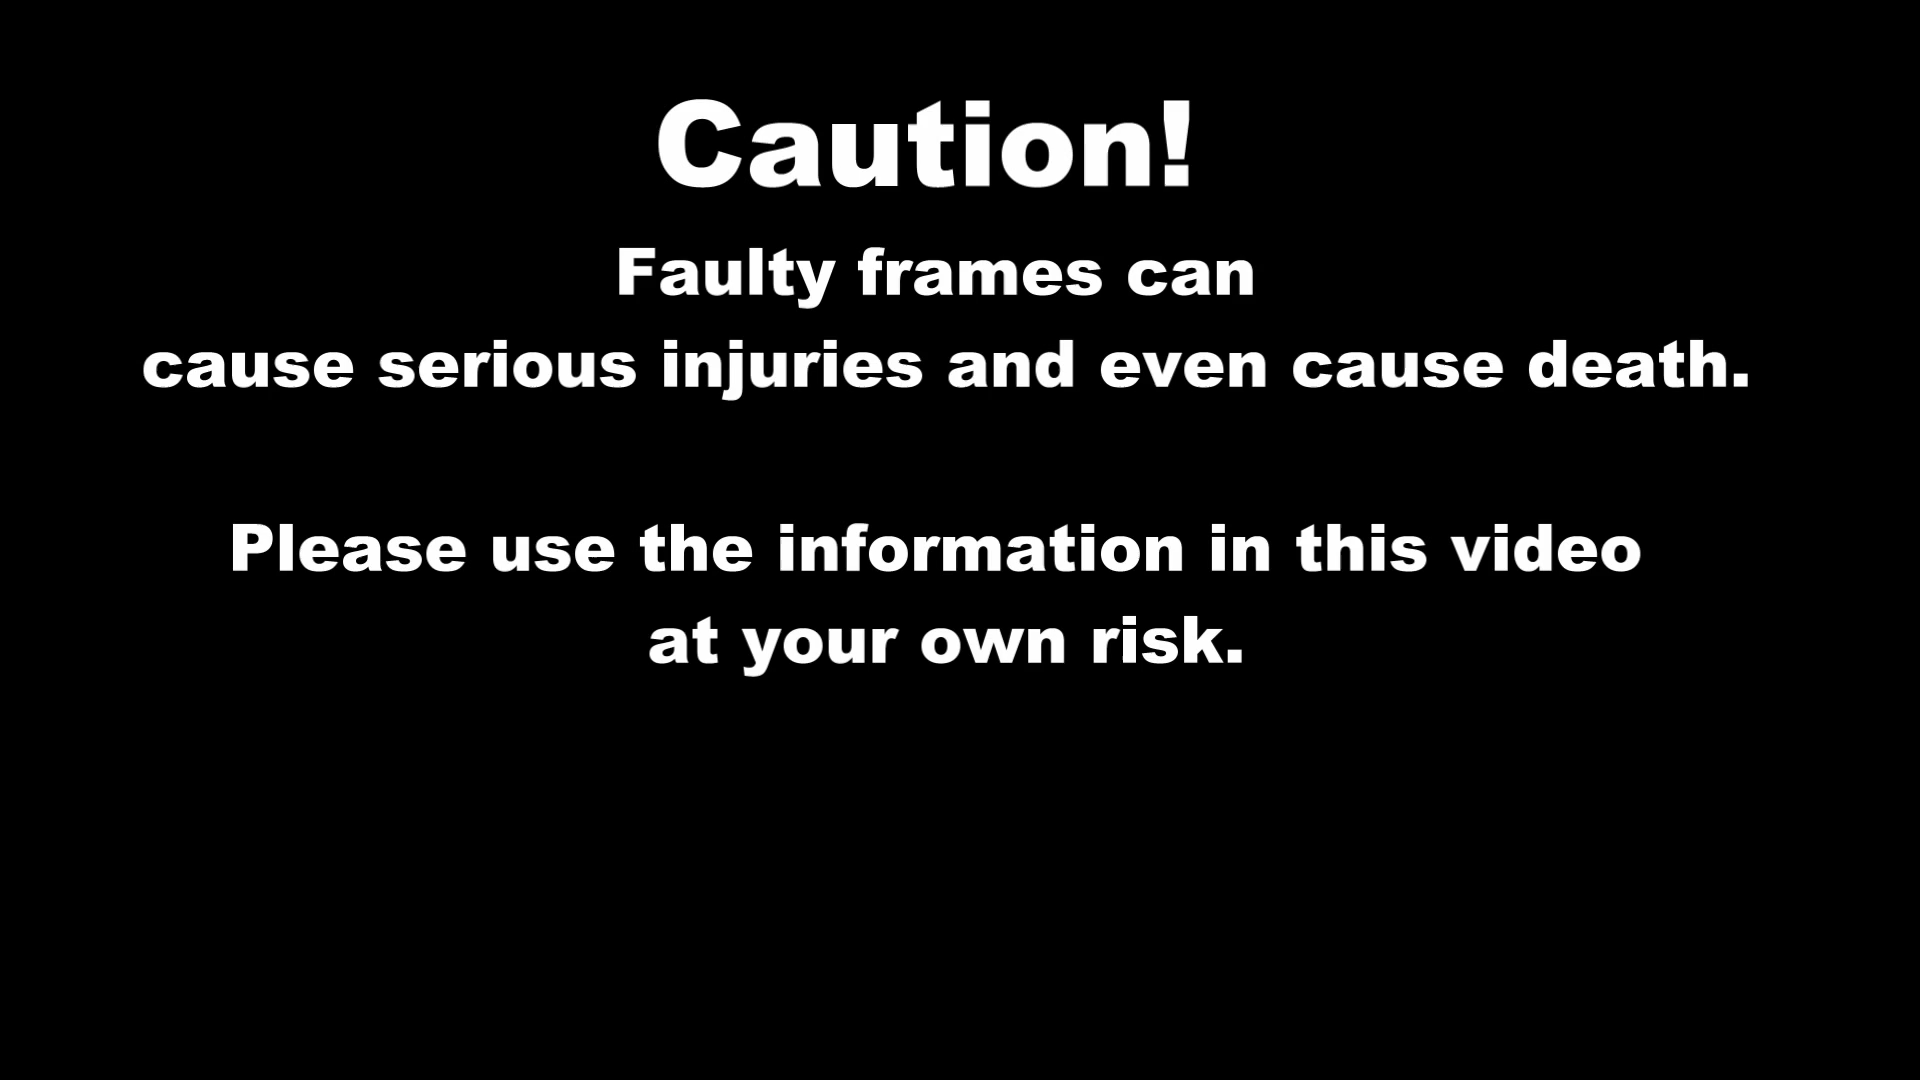 Caution!
Faulty frames can
cause serious injuries and even cause death.
Please use the information in this video
at your own risk.